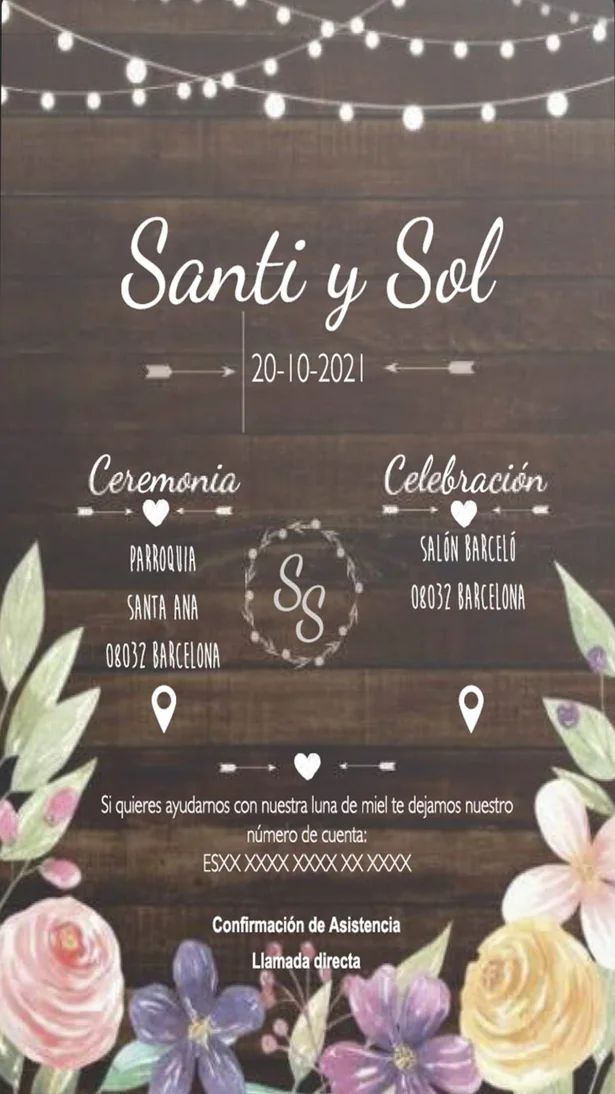 Santi y Sol
20-10-2021
Ceremonia
PARROQUIA
SANTA ANA
08032 BARCELONA
Celebración
SALÓN BARCELÓ
08032 BARCELONA
SS
Si quieres ayudarnos con nuestra luna de miel te dejamos nuestro
número de cuenta:
ESXX XXXX XXXX XX XXXX
Confirmación de Asistencia
Llamada directa